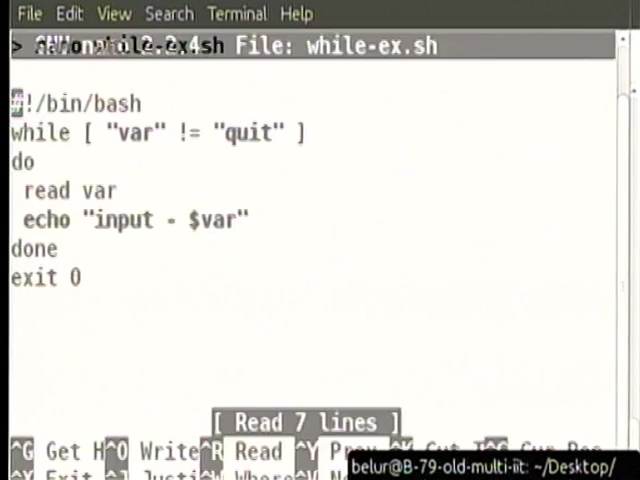 File Edit View Search Terminal Help
File: while-ex.sh
#!/bin/bash
while [ "var" != "quit" ]
do
read var
echo "input - $var"
done
exit 0
[ Read 7 lines ]
^G Get H^O Write^R Read ^Y
belur@B-79-old-multi-iit: ~/Desktop/